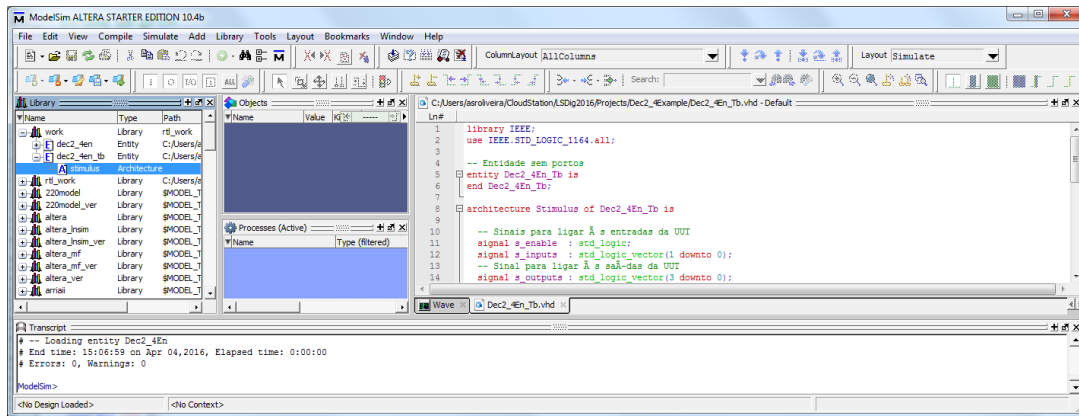 ModelSim ALTERA STARTER EDITION 10.4b
File Edit View Compile Simulate Add Library Tools Layout Bookmarks Window Help
ColumnLayout AllColumns
Layout Simulate
Search:
Library
Name Type Path
work Library rtl_work
dec2_4en Entity C:/Users/a
dec2_4en_tb Entity C:/Users/a
stimulus Architecture
rtl_work Library C:/Users/a
220model Library $MODEL_T
220model_ver Library $MODEL_T
altera Library $MODEL_T
altera_lnsim Library $MODEL_T
altera_lnsim_ver Library $MODEL_T
altera_mf Library $MODEL_T
altera_mf_ver Library $MODEL_T
altera_ver Library $MODEL_T
arriaii Library $MODEL_T
Objects
Name Value
Processes (Active)
Name Type (filtered)
C:/Users/asroliveira/CloudStation/LSDig2016/Projects/Dec2_4Example/Dec2_4En_Tb.vhd - Default
Ln#
1 library IEEE;
2 use IEEE.STD_LOGIC_1164.all;
3
4 -- Entidade sem portos
5 entity Dec2_4En_Tb is
6 end Dec2_4En_Tb;
7
8 architecture Stimulus of Dec2_4En_Tb is
9
10 -- Sinais para ligar Ã s entradas da UUT
11 signal s_enable : std_logic;
12 signal s_inputs : std_logic_vector(1 downto 0);
13 -- Sinal para ligar Ã s saÃ-das da UUT
14 signal s_outputs : std_logic_vector(3 downto 0);
Wave Dec2_4En_Tb.vhd
Transcript
# -- Loading entity Dec2_4En
# End time: 15:06:59 on Apr 04,2016, Elapsed time: 0:00:00
# Errors: 0, Warnings: 0
ModelSim>
<No Design Loaded> <No Context>